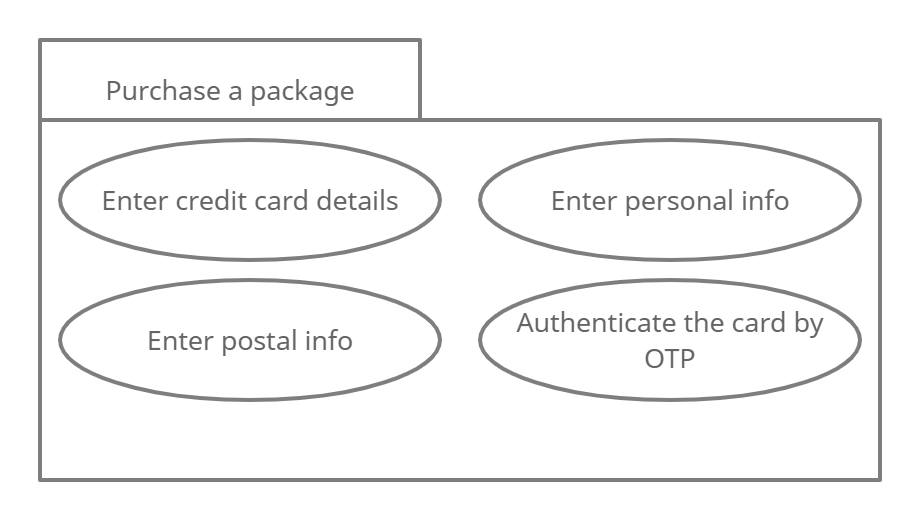 Purchase a package
Enter credit card details
Enter personal info
Enter postal info
Authenticate the card by
OTP